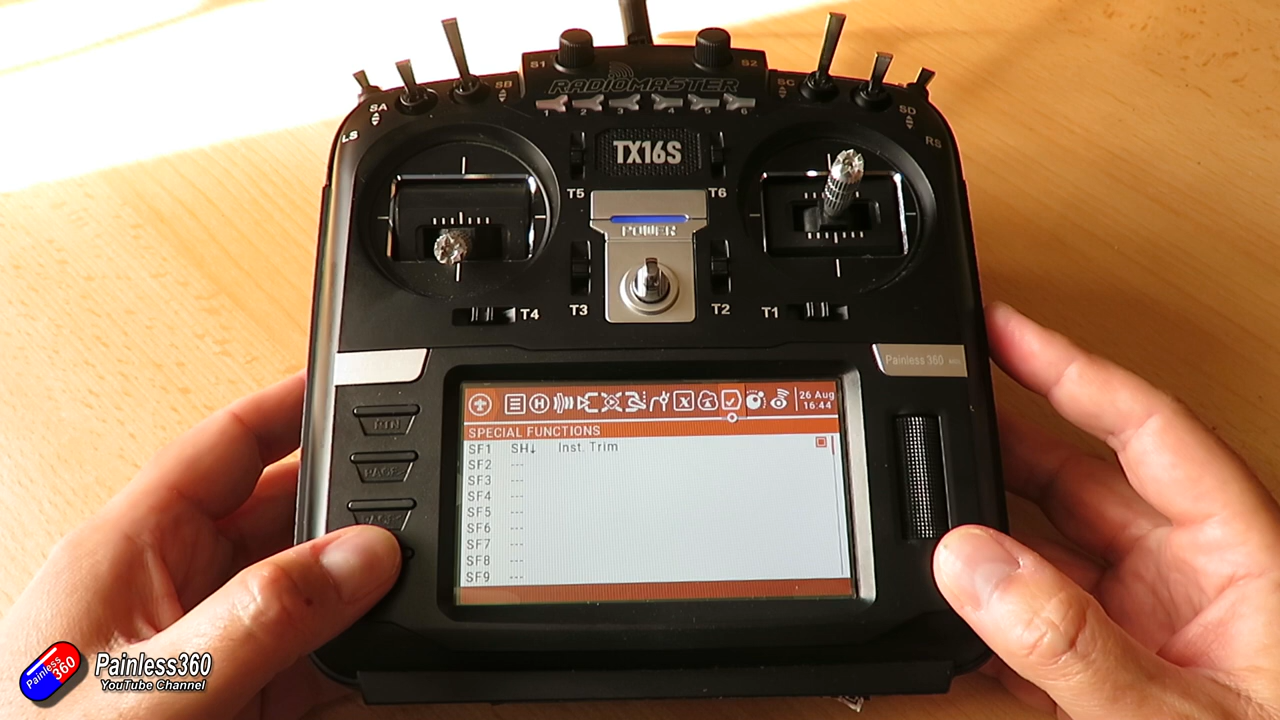 S1
S2
RADIOMASTER
SA
SB
SC
SD
1 2 3 4 5 6
LS
RS
TX16S
T5
T6
POWER
T4
T3
T2
T1
Painless 360
PAGE
26 Aug
16:44
SPECIAL FUNCTIONS
SF1 SH↓ Inst. Trim
SF2 ---
SF3 ---
SF4 ---
SF5 ---
SF6 ---
SF7 ---
SF8 ---
SF9 ---
Painless 360
Painless360
YouTube Channel